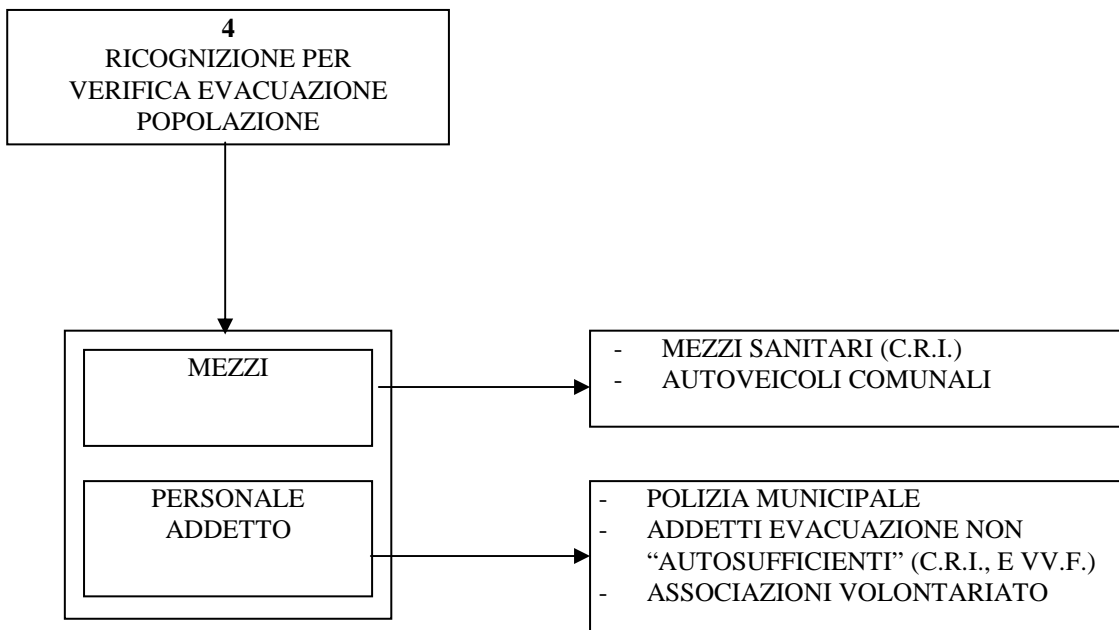 4
RICOGNIZIONE PER
VERIFICA EVACUAZIONE
POPOLAZIONE
MEZZI
- MEZZI SANITARI (C.R.I.)
- AUTOVEICOLI COMUNALI
PERSONALE
ADDETTO
- POLIZIA MUNICIPALE
- ADDETTI EVACUAZIONE NON
“AUTOSUFFICIENTI” (C.R.I., E VV.F.)
- ASSOCIAZIONI VOLONTARIATO